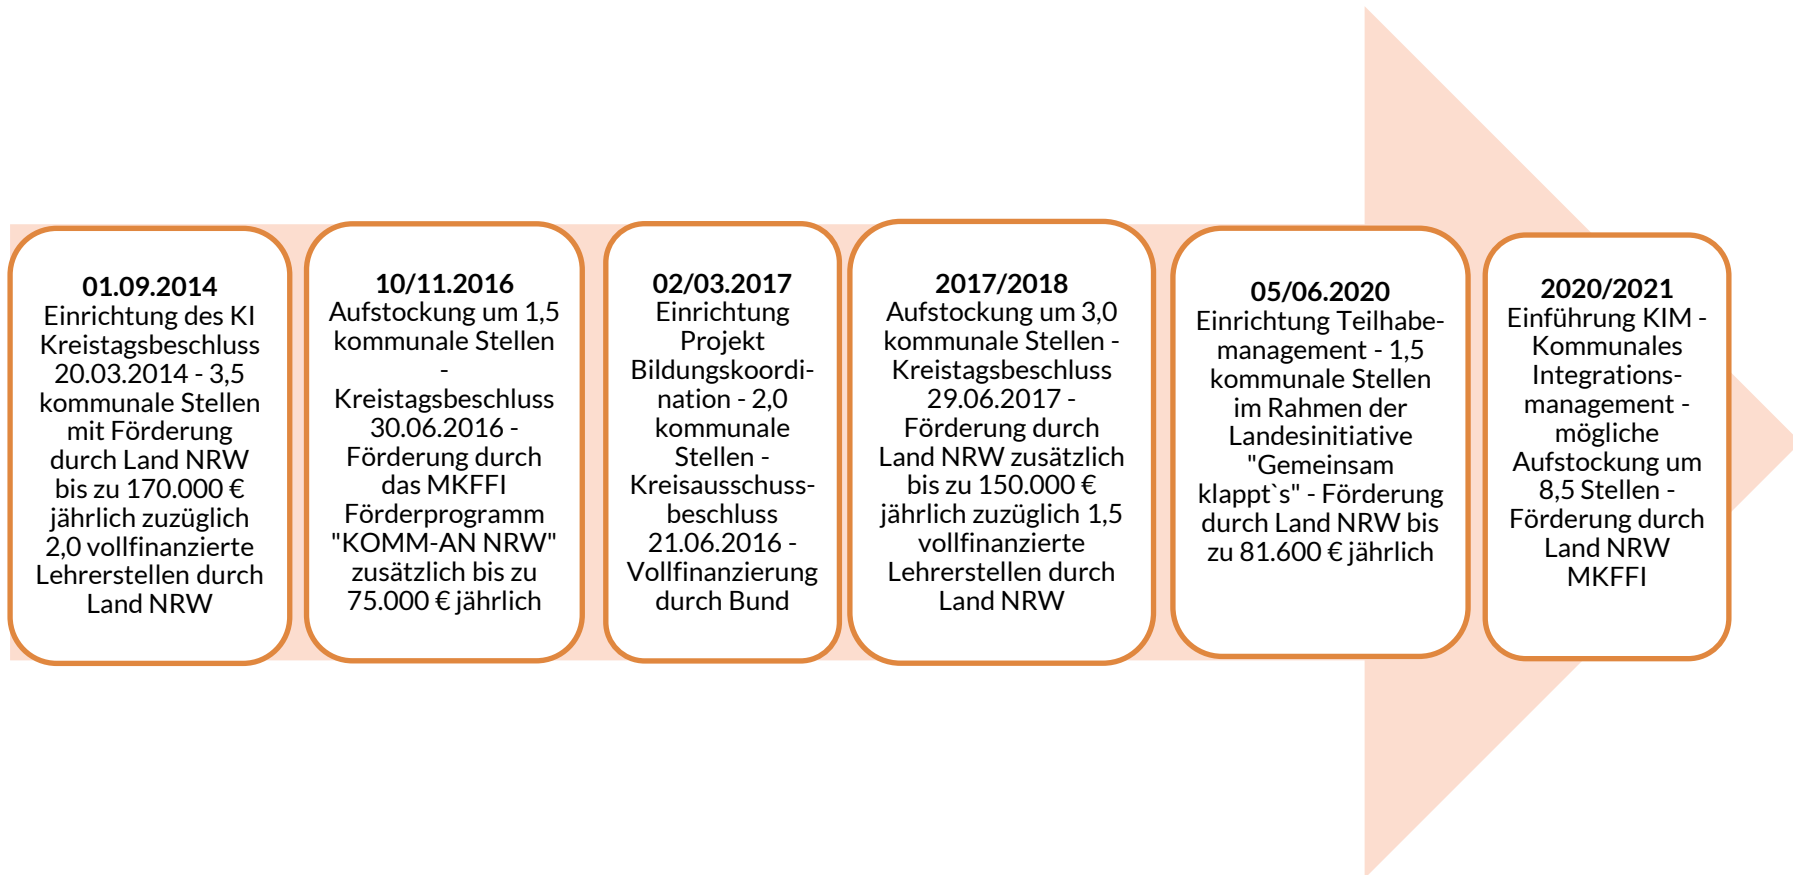 01.09.2014
Einrichtung des KI
Kreistagsbeschluss
20.03.2014 - 3,5
kommunale Stellen
mit Förderung
durch Land NRW
bis zu 170.000 €
jährlich zuzüglich
2,0 vollfinanzierte
Lehrerstellen durch
Land NRW
10/11.2016
Aufstockung um 1,5
kommunale Stellen
-
Kreistagsbeschluss
30.06.2016 -
Förderung durch
das MKFFI
Förderprogramm
"KOMM-AN NRW"
zusätzlich bis zu
75.000 € jährlich
02/03.2017
Einrichtung
Projekt
Bildungskoordi-
nation - 2,0
kommunale
Stellen -
Kreisausschuss-
beschluss
21.06.2016 -
Vollfinanzierung
durch Bund
2017/2018
Aufstockung um 3,0
kommunale Stellen -
Kreistagsbeschluss
29.06.2017 -
Förderung durch
Land NRW zusätzlich
bis zu 150.000 €
jährlich zuzüglich 1,5
vollfinanzierte
Lehrerstellen durch
Land NRW
05/06.2020
Einrichtung Teilhabe-
management - 1,5
kommunale Stellen
im Rahmen der
Landesinitiative
"Gemeinsam
klappt`s" - Förderung
durch Land NRW bis
zu 81.600 € jährlich
2020/2021
Einführung KIM -
Kommunales
Integrations-
management -
mögliche
Aufstockung um
8,5 Stellen -
Förderung durch
Land NRW
MKFFI